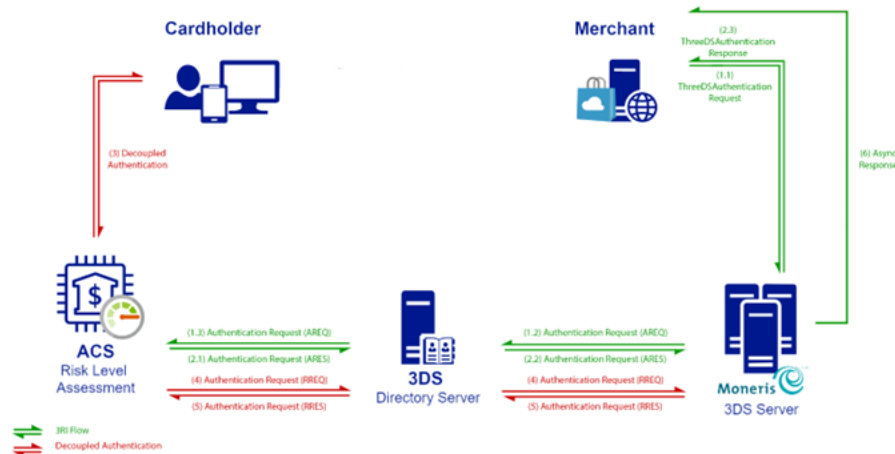 Cardholder
Merchant
(2.3)
ThreeDSAuthentication
Response
(1.1)
ThreeDSAuthentication
Request
(3) Decoupled
Authentication
(6) Async
Response
$
(1.3) Authentication Request (AREQ)
(1.2) Authentication Request (AREQ)
(2.1) Authentication Request (ARES)
(2.2) Authentication Request (ARES)
ACS
Risk Level
Assessment
3DS
Directory Server
(4) Authentication Request (RREQ)
(4) Authentication Request (RREQ)
(5) Authentication Request (RRES)
(5) Authentication Request (RRES)
Moneris
3DS Server
3RI Flow
Decoupled Authentication